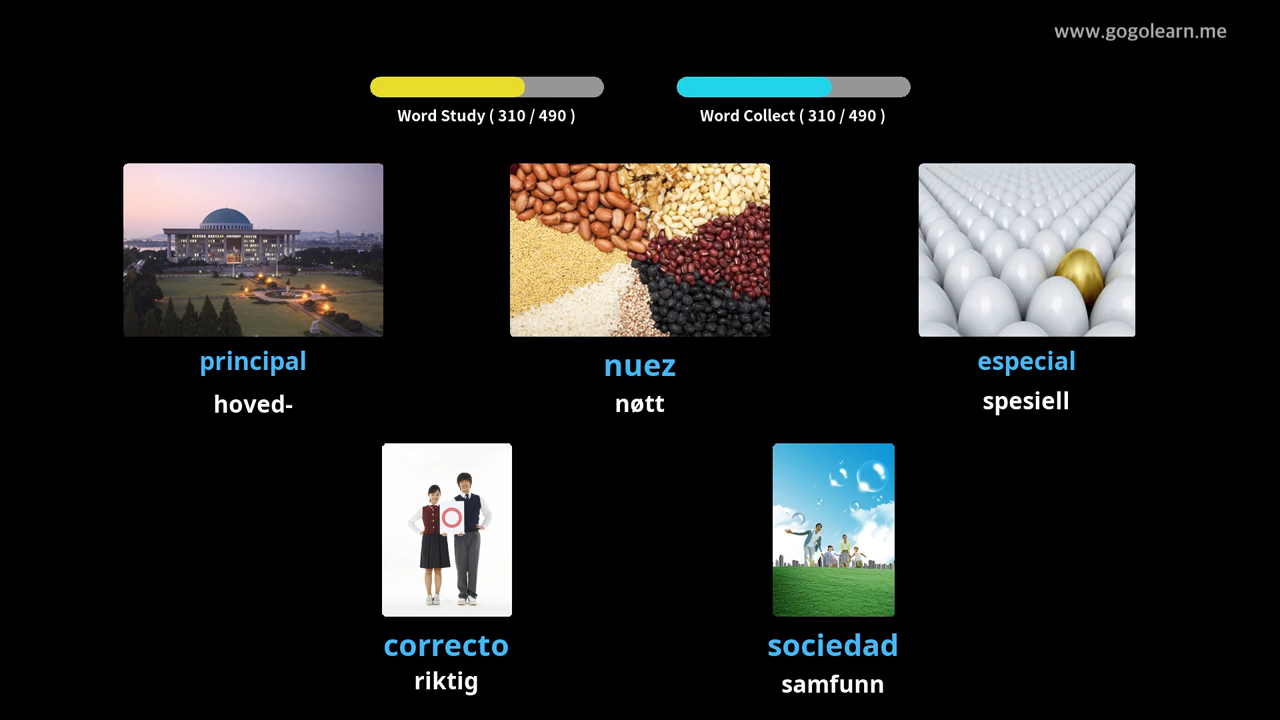 www.gogolearn.me
Word Study ( 310 / 490 )
Word Collect ( 310 / 490 )
principal
hoved-
nuez
nøtt
especial
spesiell
correcto
riktig
sociedad
samfunn